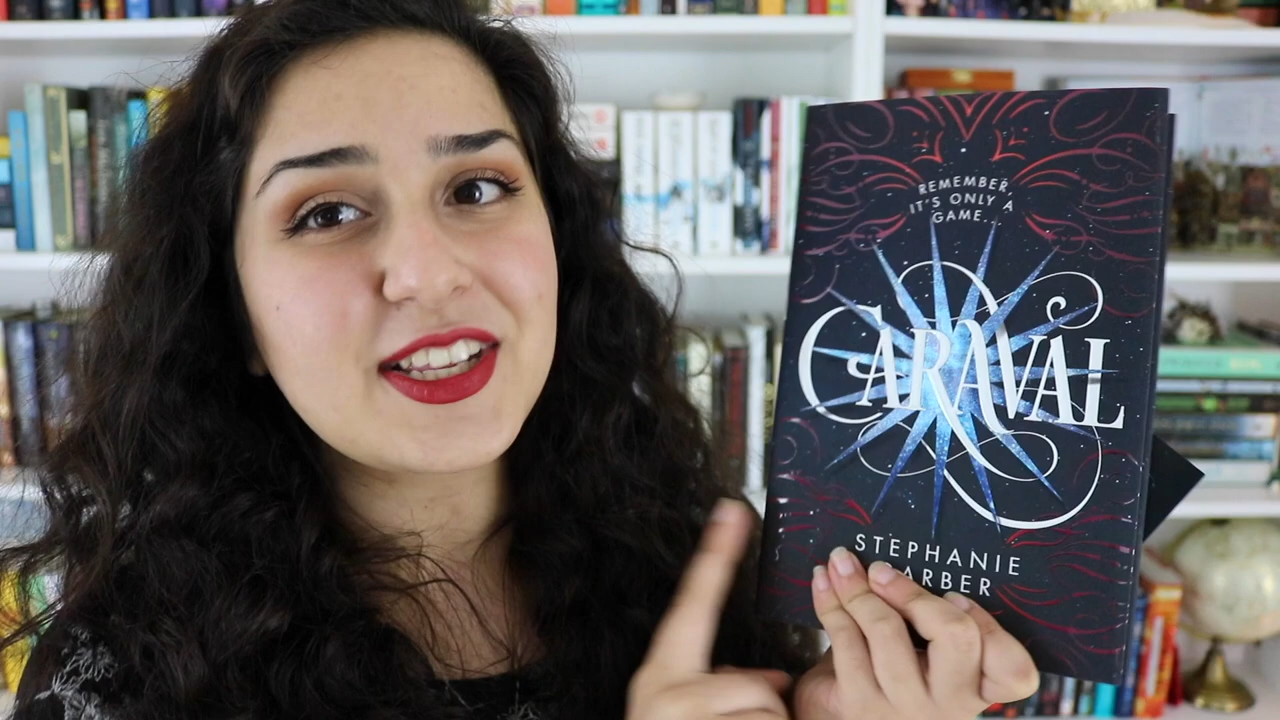 REMEMBER,
IT'S ONLY A
GAME...
CARAVAL
STEPHANIE
GARBER